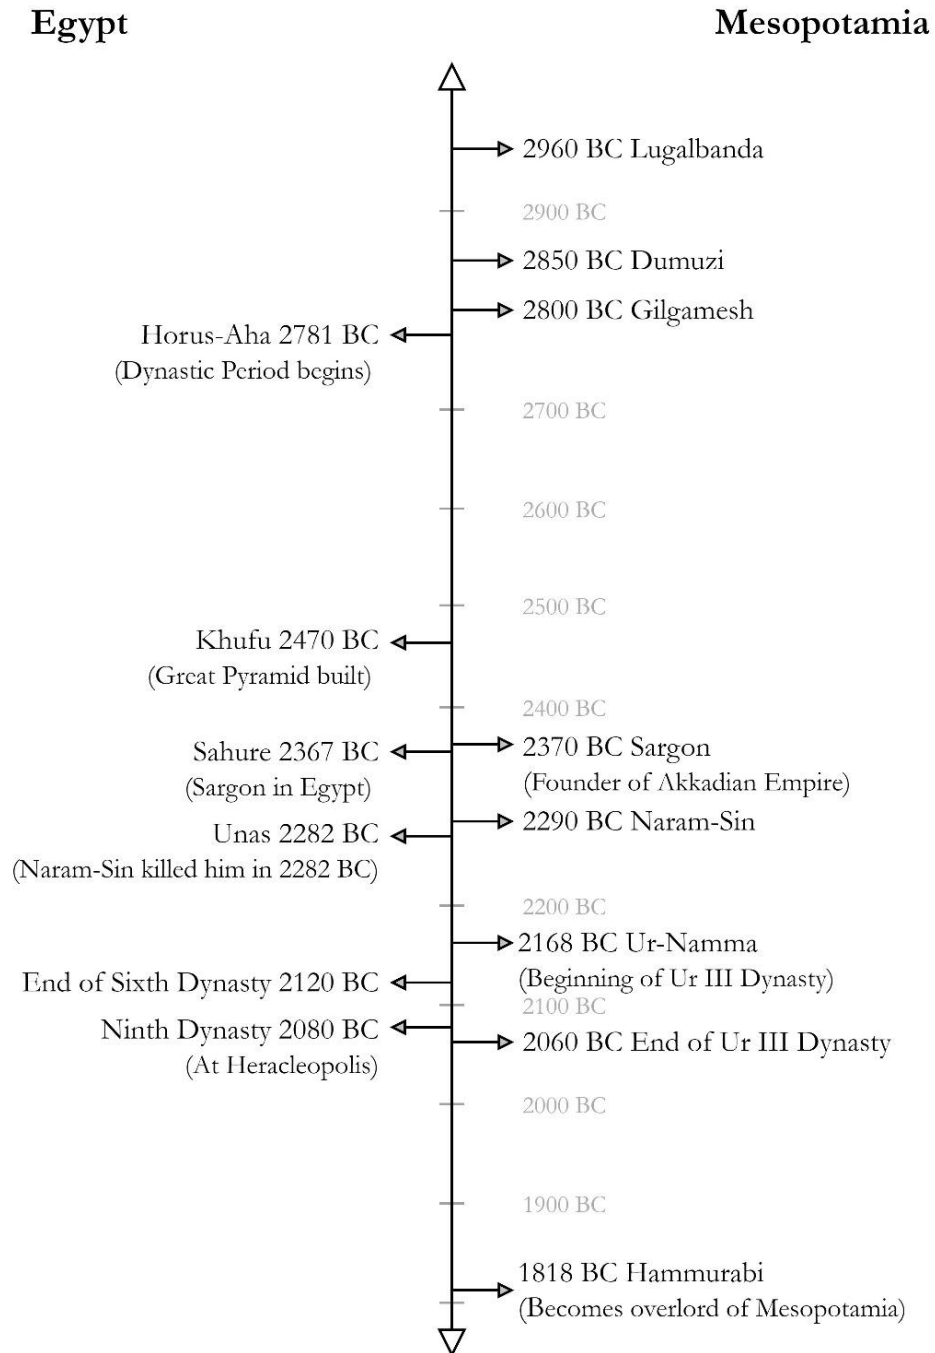 Egypt
Mesopotamia
2960 BC Lugalbanda
2900 BC
2850 BC Dumuzi
2800 BC Gilgamesh
Horus-Aha 2781 BC
(Dynastic Period begins)
2700 BC
2600 BC
2500 BC
Khufu 2470 BC
(Great Pyramid built)
2400 BC
2370 BC Sargon
(Founder of Akkadian Empire)
Sahure 2367 BC
(Sargon in Egypt)
2290 BC Naram-Sin
Unas 2282 BC
(Naram-Sin killed him in 2282 BC)
2200 BC
2168 BC Ur-Namma
(Beginning of Ur III Dynasty)
End of Sixth Dynasty 2120 BC
2100 BC
Ninth Dynasty 2080 BC
(At Heracleopolis)
2060 BC End of Ur III Dynasty
2000 BC
1900 BC
1818 BC Hammurabi
(Becomes overlord of Mesopotamia)